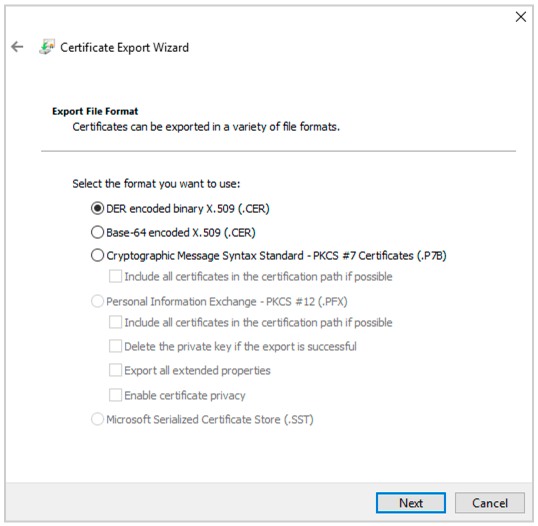 Certificate Export Wizard
Export File Format
Certificates can be exported in a variety of file formats.
Select the format you want to use:
DER encoded binary X.509 (.CER)
Base-64 encoded X.509 (.CER)
Cryptographic Message Syntax Standard - PKCS #7 Certificates (.P7B)
Include all certificates in the certification path if possible
Personal Information Exchange - PKCS #12 (.PFX)
Include all certificates in the certification path if possible
Delete the private key if the export is successful
Export all extended properties
Enable certificate privacy
Microsoft Serialized Certificate Store (.SST)
Next Cancel